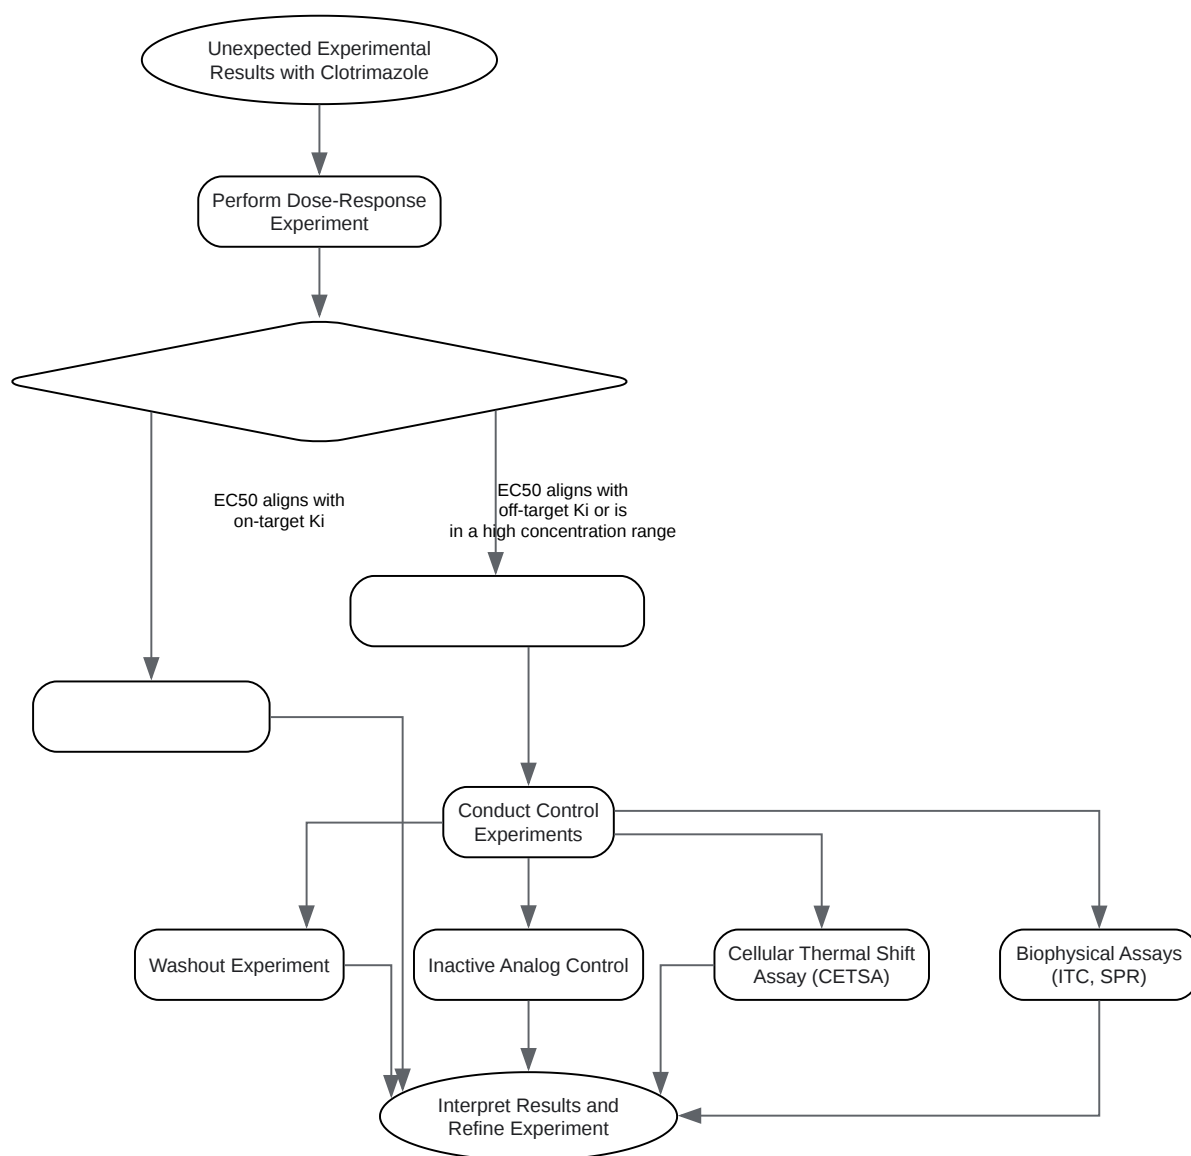 Unexpected Experimental
Results with Clotrimazole
Perform Dose-Response
Experiment
EC50 aligns with
on-target Ki
EC50 aligns with
off-target Ki or is
in a high concentration range
Conduct Control
Experiments
Washout Experiment
Inactive Analog Control
Cellular Thermal Shift
Assay (CETSA)
Biophysical Assays
(ITC, SPR)
Interpret Results and
Refine Experiment